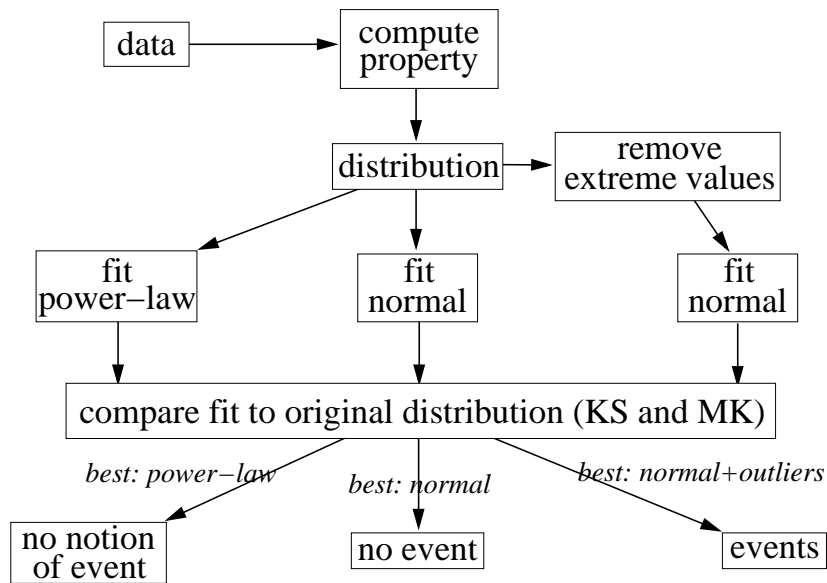 data
compute
property
distribution
remove
extreme values
fit
power−law
fit
normal
fit
normal
compare fit to original distribution (KS and MK)
best: power−law
best: normal
best: normal+outliers
no notion
of event
no event
events